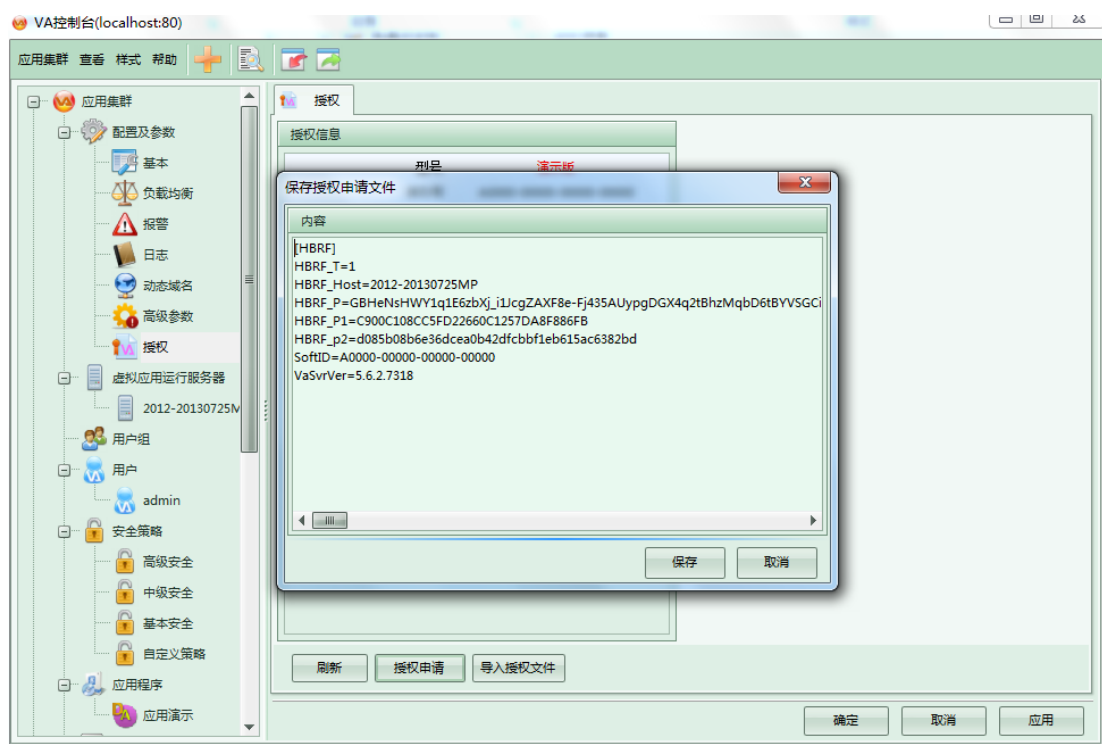 VA控制台(localhost:80)
应用集群 查看 样式 帮助
应用集群
配置及参数
基本
负载均衡
报警
日志
动态域名
高级参数
授权
虚拟应用运行服务器
2012-20130725M
用户组
用户
admin
安全策略
高级安全
中级安全
基本安全
自定义策略
应用程序
应用演示
授权
授权信息
型号 演示版
保存授权申请文件
内容
[HBRF]
HBRF_T=1
HBRF_Host=2012-20130725MP
HBRF_P=GBHeNsHWY1q1E6zbXj_i1JcgZAXF8e-Fj435AUypgDGX4q2tBhzMqbD6tBYVSGCi
HBRF_P1=C900C108CC5FD22660C1257DA8F886FB
HBRF_p2=d085b08b6e36dcea0b42dfcbbf1eb615ac6382bd
SoftID=A0000-00000-00000-00000
VaSvrVer=5.6.2.7318
保存 取消
刷新 授权申请 导入授权文件
确定 取消 应用